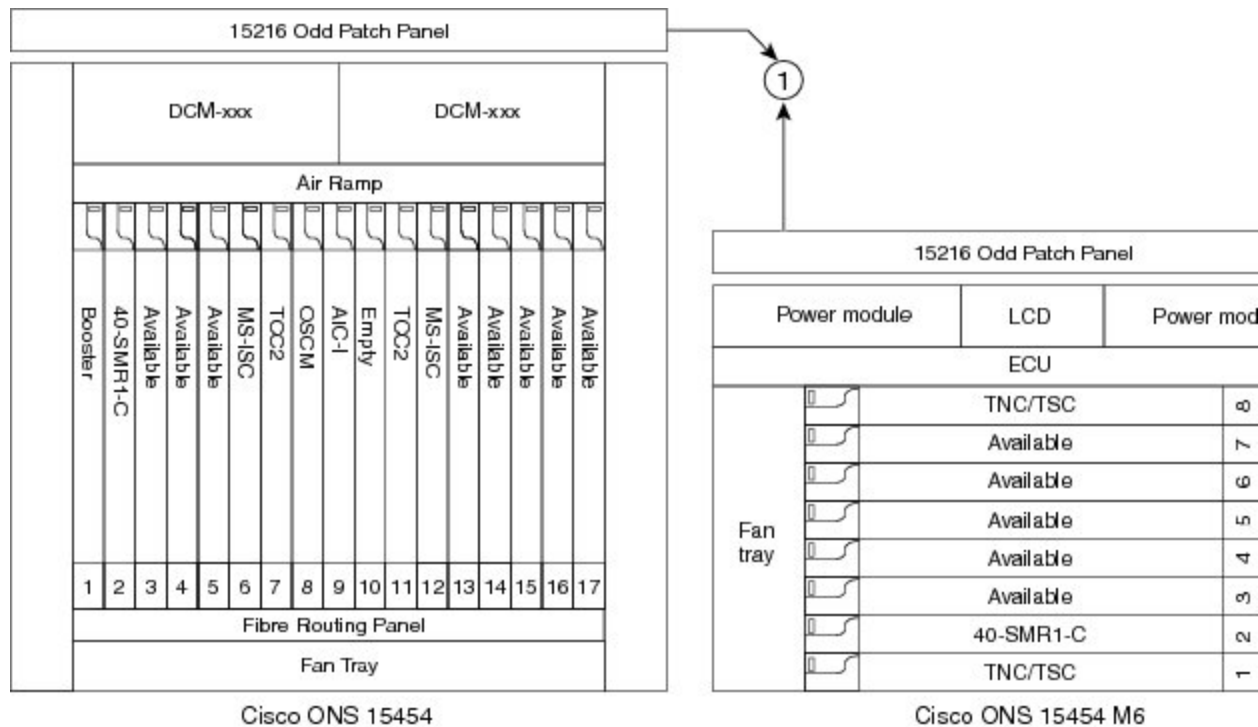 15216 Odd Patch Panel
DCM-xxx
DCM-xxx
Air Ramp
Booster
40-SMR1-C
Available
Available
Available
MS-ISC
TCC2
OSCM
AIC-I
Empty
TCC2
MS-ISC
Available
Available
Available
Available
Available
1 2 3 4 5 6 7 8 9 10 11 12 13 14 15 16 17
Fibre Routing Panel
Fan Tray
Cisco ONS 15454
1
15216 Odd Patch Panel
Power module LCD Power mod
ECU
Fan
tray
TNC/TSC 8
Available 7
Available 6
Available 5
Available 4
Available 3
40-SMR1-C 2
TNC/TSC 1
Cisco ONS 15454 M6